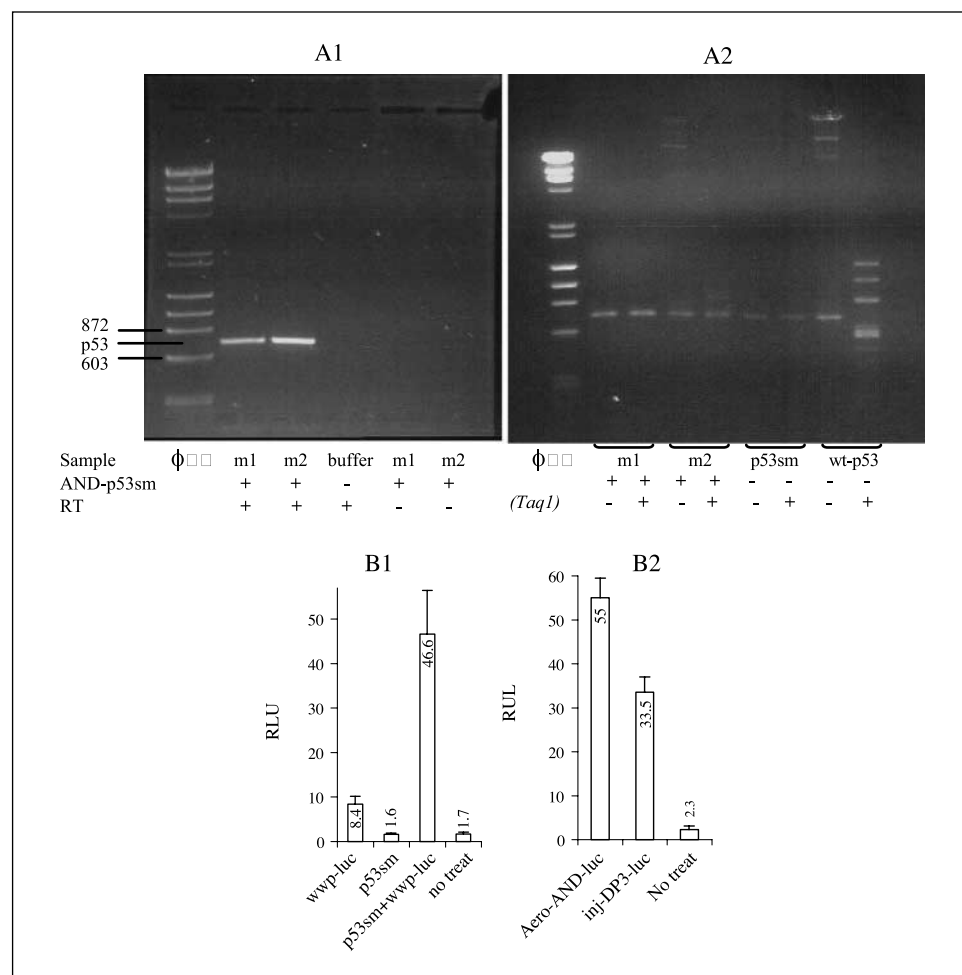 A1 A2
872
p53
603
Sample ϕ□□ m1 m2 buffer m1 m2
AND-p53sm + + - + +
RT + + + - -
ϕ□□ m1 m2 p53sm wt-p53
+ + + + - - - -
(Taq1) - + - + - + - +
B1
RLU
50
40
30
20
10
0
8.4
1.6
46.6
1.7
wwp-luc
p53sm
p53sm+wwp-luc
no treat
B2
RUL
60
50
40
30
20
10
0
55
33.5
2.3
Aero-AND-luc
inj-DP3-luc
No treat